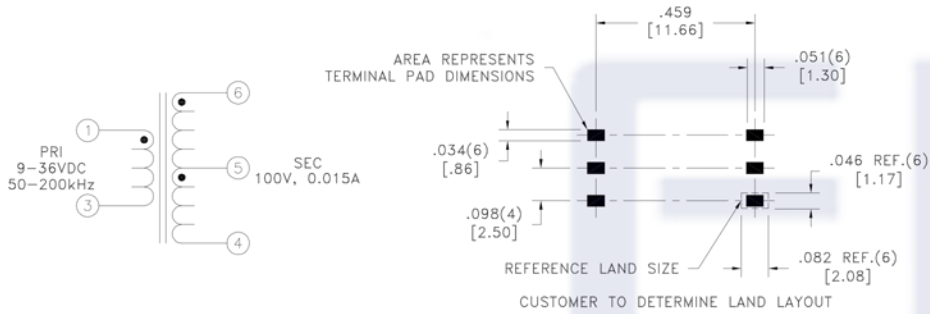 1
3
PRI
9-36VDC
50-200kHz
6
5
4
SEC
100V, 0.015A
.459
[11.66]
AREA REPRESENTS
TERMINAL PAD DIMENSIONS
.051(6)
[1.30]
.034(6)
[.86]
.046 REF.(6)
[1.17]
.098(4)
[2.50]
REFERENCE LAND SIZE
.082 REF.(6)
[2.08]
CUSTOMER TO DETERMINE LAND LAYOUT